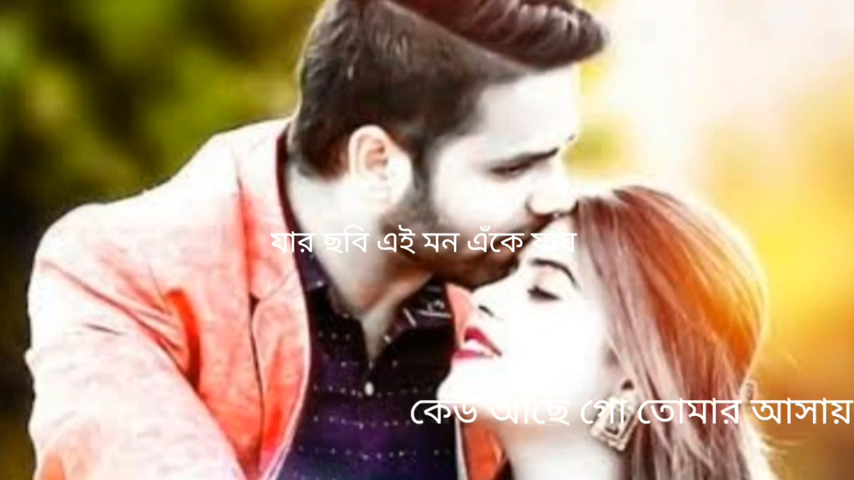 যার ছবি এই মন এঁকে যায়
কেউ আছে গো তোমার আসায়